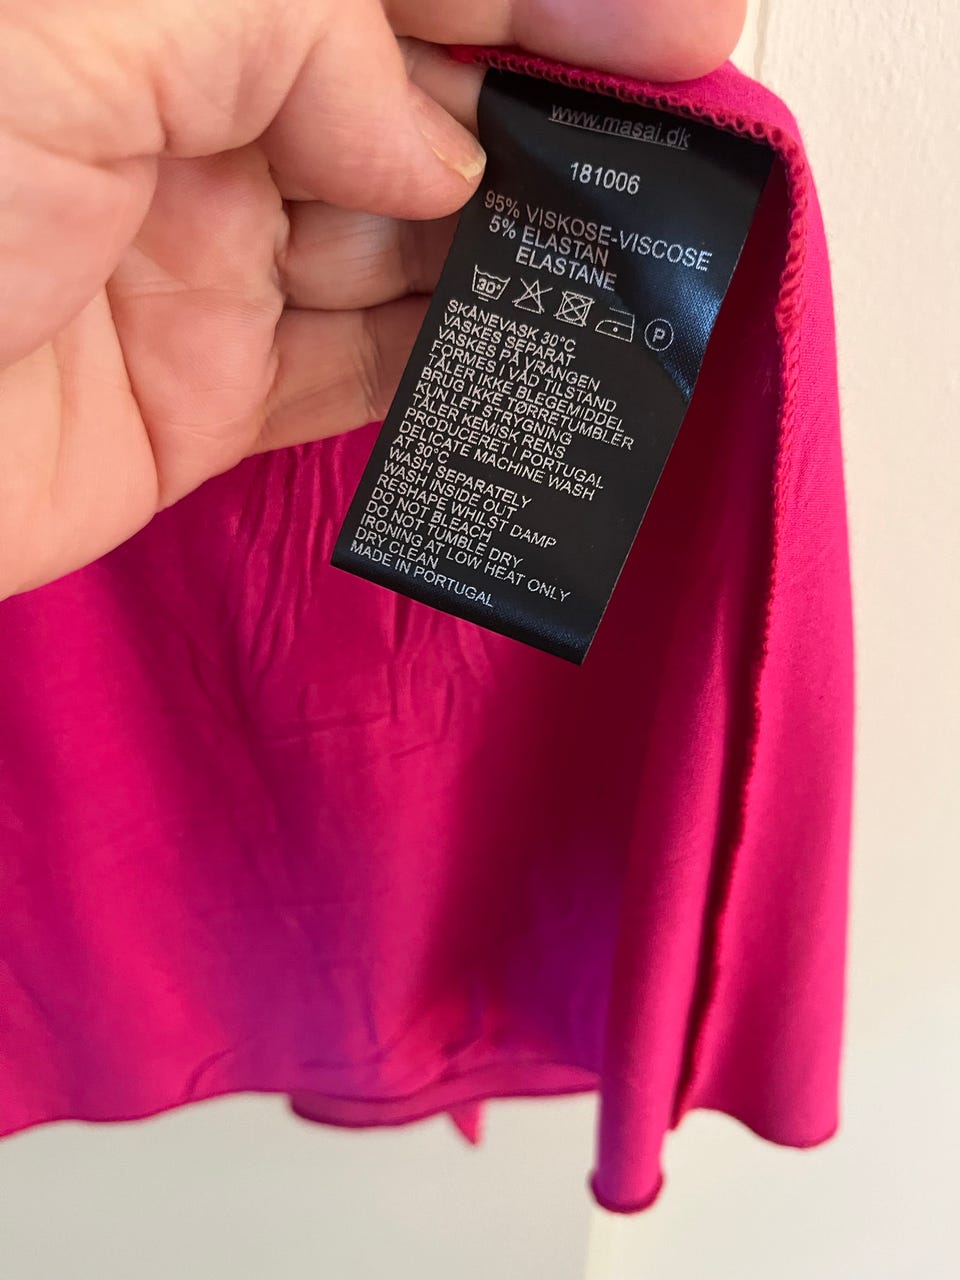 www.masai.dk
181006
95% VISKOSE-VISCOSE
5% ELASTAN
ELASTANE
30°
P
SKÅNEVASK 30°C
VASKES SEPARAT
VASKES PÅ VRANGEN
FORMES I VÅD TILSTAND
TÅLER IKKE BLEGEMIDDEL
BRUG IKKE TØRRETUMBLER
KUN LET STRYGNING
TÅLER KEMISK RENS
PRODUCERET I PORTUGAL
DELICATE MACHINE WASH
AT 30°C
WASH SEPARATELY
WASH INSIDE OUT
RESHAPE WHILST DAMP
DO NOT BLEACH
DO NOT TUMBLE DRY
IRONING AT LOW HEAT ONLY
DRY CLEAN
MADE IN PORTUGAL